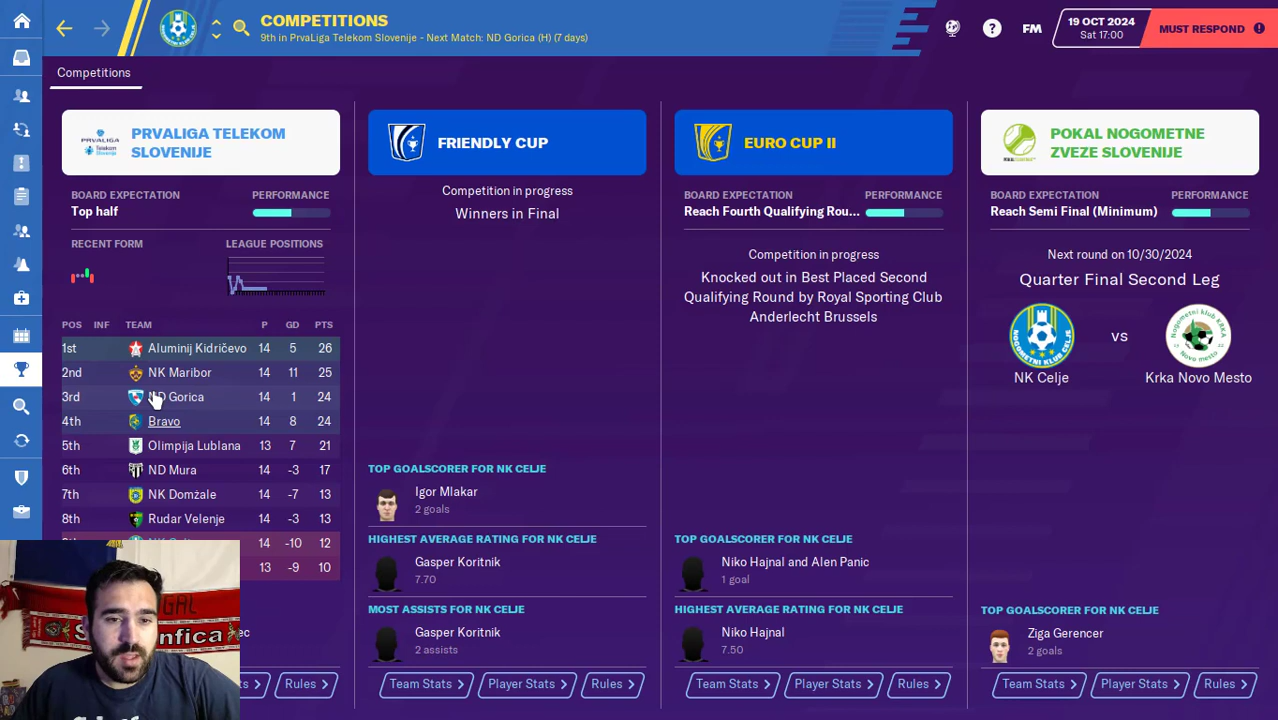 COMPETITIONS
9th in PrvaLiga Telekom Slovenije - Next Match: ND Gorica (H) (7 days)
FM
19 OCT 2024
Sat 17:00
MUST RESPOND
Competitions
PRVALIGA TELEKOM
SLOVENIJE
BOARD EXPECTATION PERFORMANCE
Top half
RECENT FORM LEAGUE POSITIONS
POS INF TEAM P GD PTS
1st Aluminij Kidričevo 14 5 26
2nd NK Maribor 14 11 25
3rd ND Gorica 14 1 24
4th Bravo 14 8 24
5th Olimpija Lublana 13 7 21
6th ND Mura 14 -3 17
7th NK Domžale 14 -7 13
8th Rudar Velenje 14 -3 13
14 -10 12
13 -9 10
Rules
FRIENDLY CUP
Competition in progress
Winners in Final
TOP GOALSCORER FOR NK CELJE
Igor Mlakar
2 goals
HIGHEST AVERAGE RATING FOR NK CELJE
Gasper Koritnik
7.70
MOST ASSISTS FOR NK CELJE
Gasper Koritnik
2 assists
Team Stats Player Stats Rules
EURO CUP II
BOARD EXPECTATION PERFORMANCE
Reach Fourth Qualifying Rou...
Competition in progress
Knocked out in Best Placed Second
Qualifying Round by Royal Sporting Club
Anderlecht Brussels
TOP GOALSCORER FOR NK CELJE
Niko Hajnal and Alen Panic
1 goal
HIGHEST AVERAGE RATING FOR NK CELJE
Niko Hajnal
7.50
Team Stats Player Stats Rules
POKAL NOGOMETNE
ZVEZE SLOVENIJE
BOARD EXPECTATION PERFORMANCE
Reach Semi Final (Minimum)
Next round on 10/30/2024
Quarter Final Second Leg
vs
NK Celje Krka Novo Mesto
TOP GOALSCORER FOR NK CELJE
Ziga Gerencer
2 goals
Team Stats Player Stats Rules